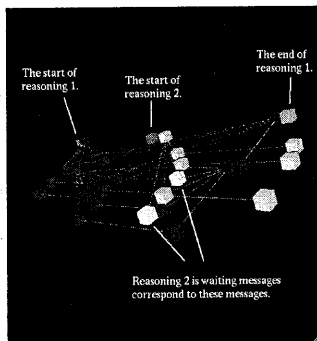 The end of
reasoning 1.
The start of
reasoning 1.
The start of
reasoning 2.
Reasoning 2 is waiting messages
correspond to these messages.